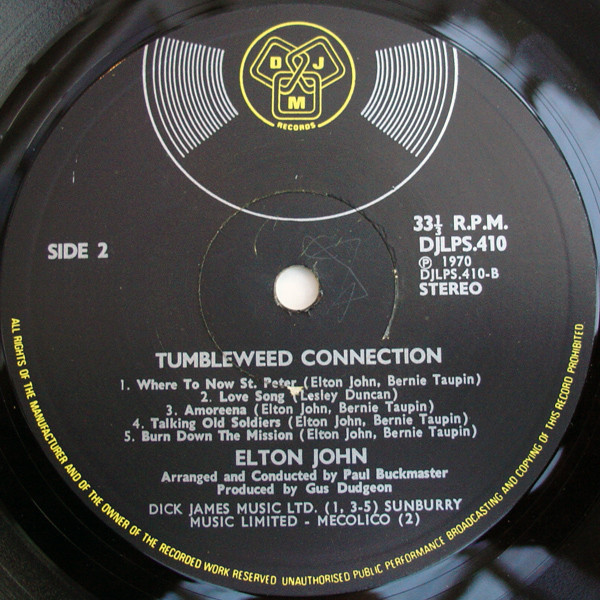 D J
M
RECORDS
SIDE 2
33⅓ R.P.M.
DJLPS.410
℗ 1970
DJLPS.410-B
STEREO
TUMBLEWEED CONNECTION
1. Where To Now St. Peter (Elton John, Bernie Taupin)
2. Love Song Lesley Duncan)
3. Amoreena (Elton John, Bernie Taupin)
4. Talking Old Soldiers (Elton John, Bernie Taupin)
5. Burn Down The Mission (Elton John, Bernie Taupin)
ELTON JOHN
Arranged and Conducted by Paul Buckmaster
Produced by Gus Dudgeon
DICK JAMES MUSIC LTD. (1, 3-5) SUNBURRY
MUSIC LIMITED - MECOLICO (2)
ALL RIGHTS OF THE MANUFACTURER AND OF THE OWNER OF THE RECORDED WORK RESERVED UNAUTHORISED PUBLIC PERFORMANCE BROADCASTING AND COPYING OF THIS RECORD PROHIBITED